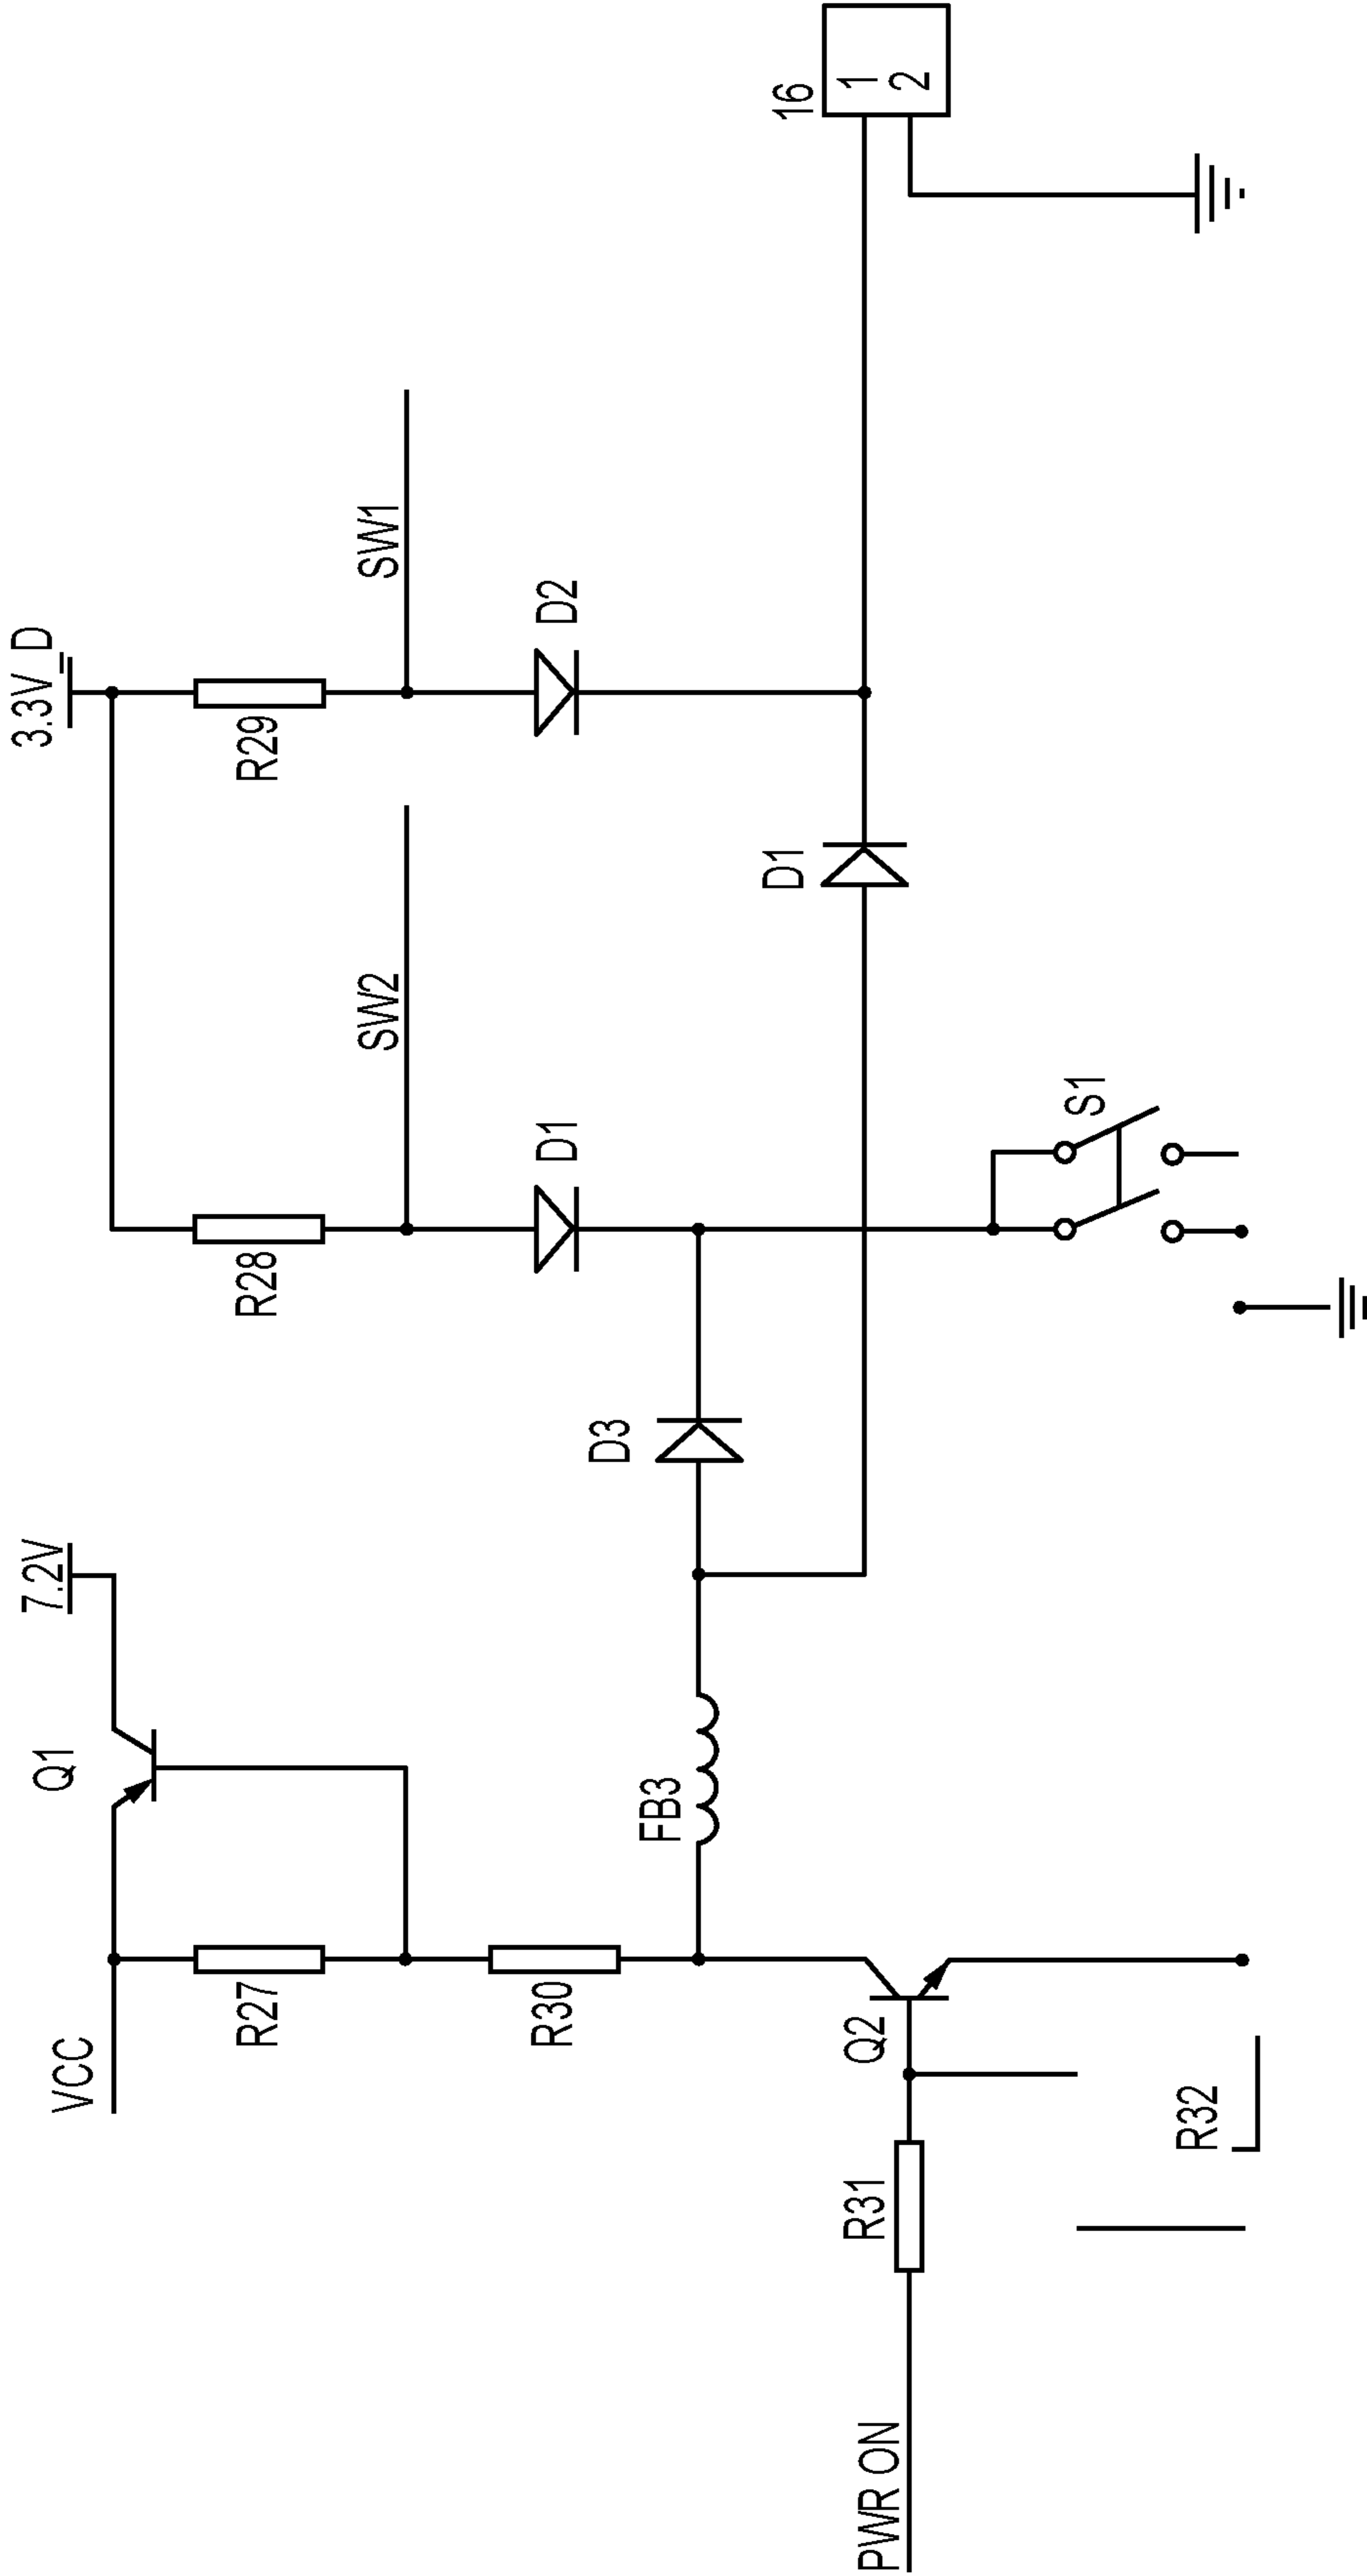 3.3V_D
16
1
2
SW1
R29
D2
SW2
D1
D1
R28
S1
D3
7.2V
Q1
FB3
VCC
R27
R30
Q2
R32
R31
PWR ON